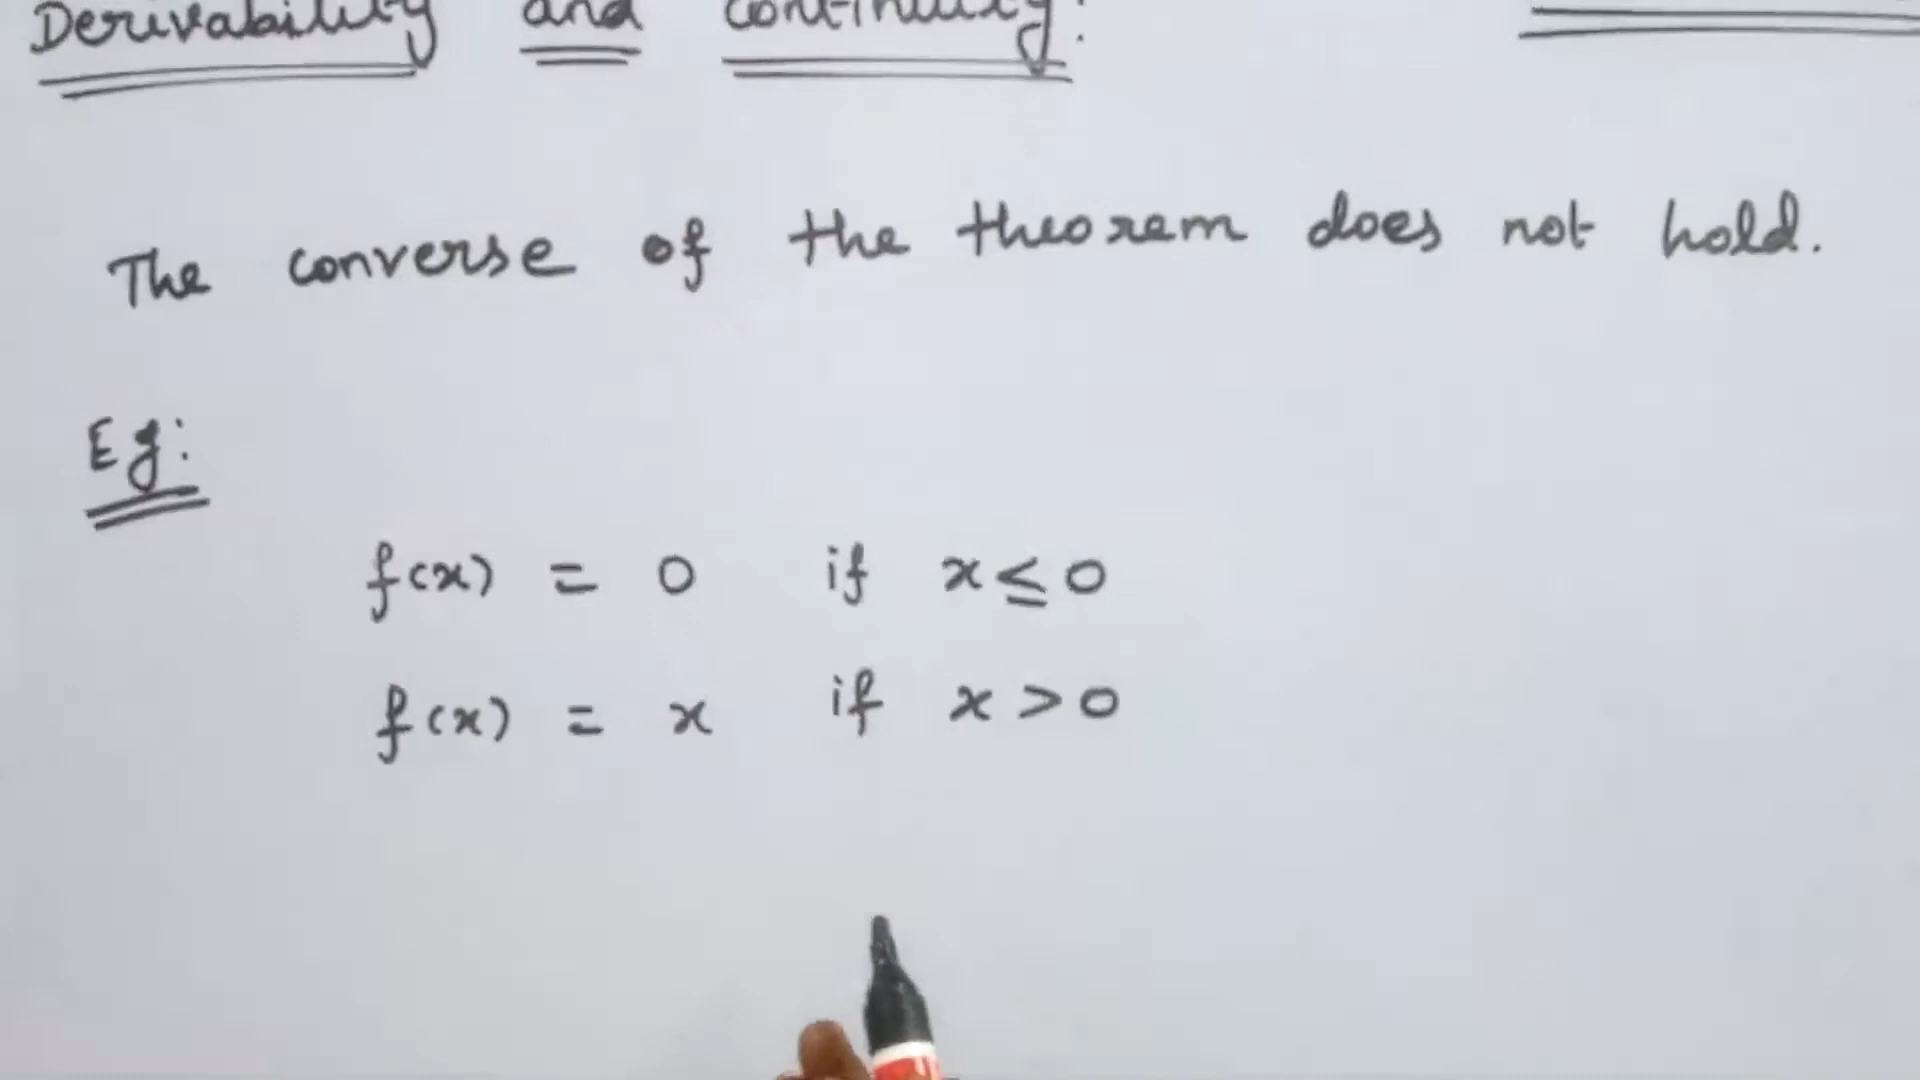 Derivability and continuity:
The converse of the theorem does not hold.
Eg:
f(x) = 0 if x ≤ 0
f(x) = x if x > 0